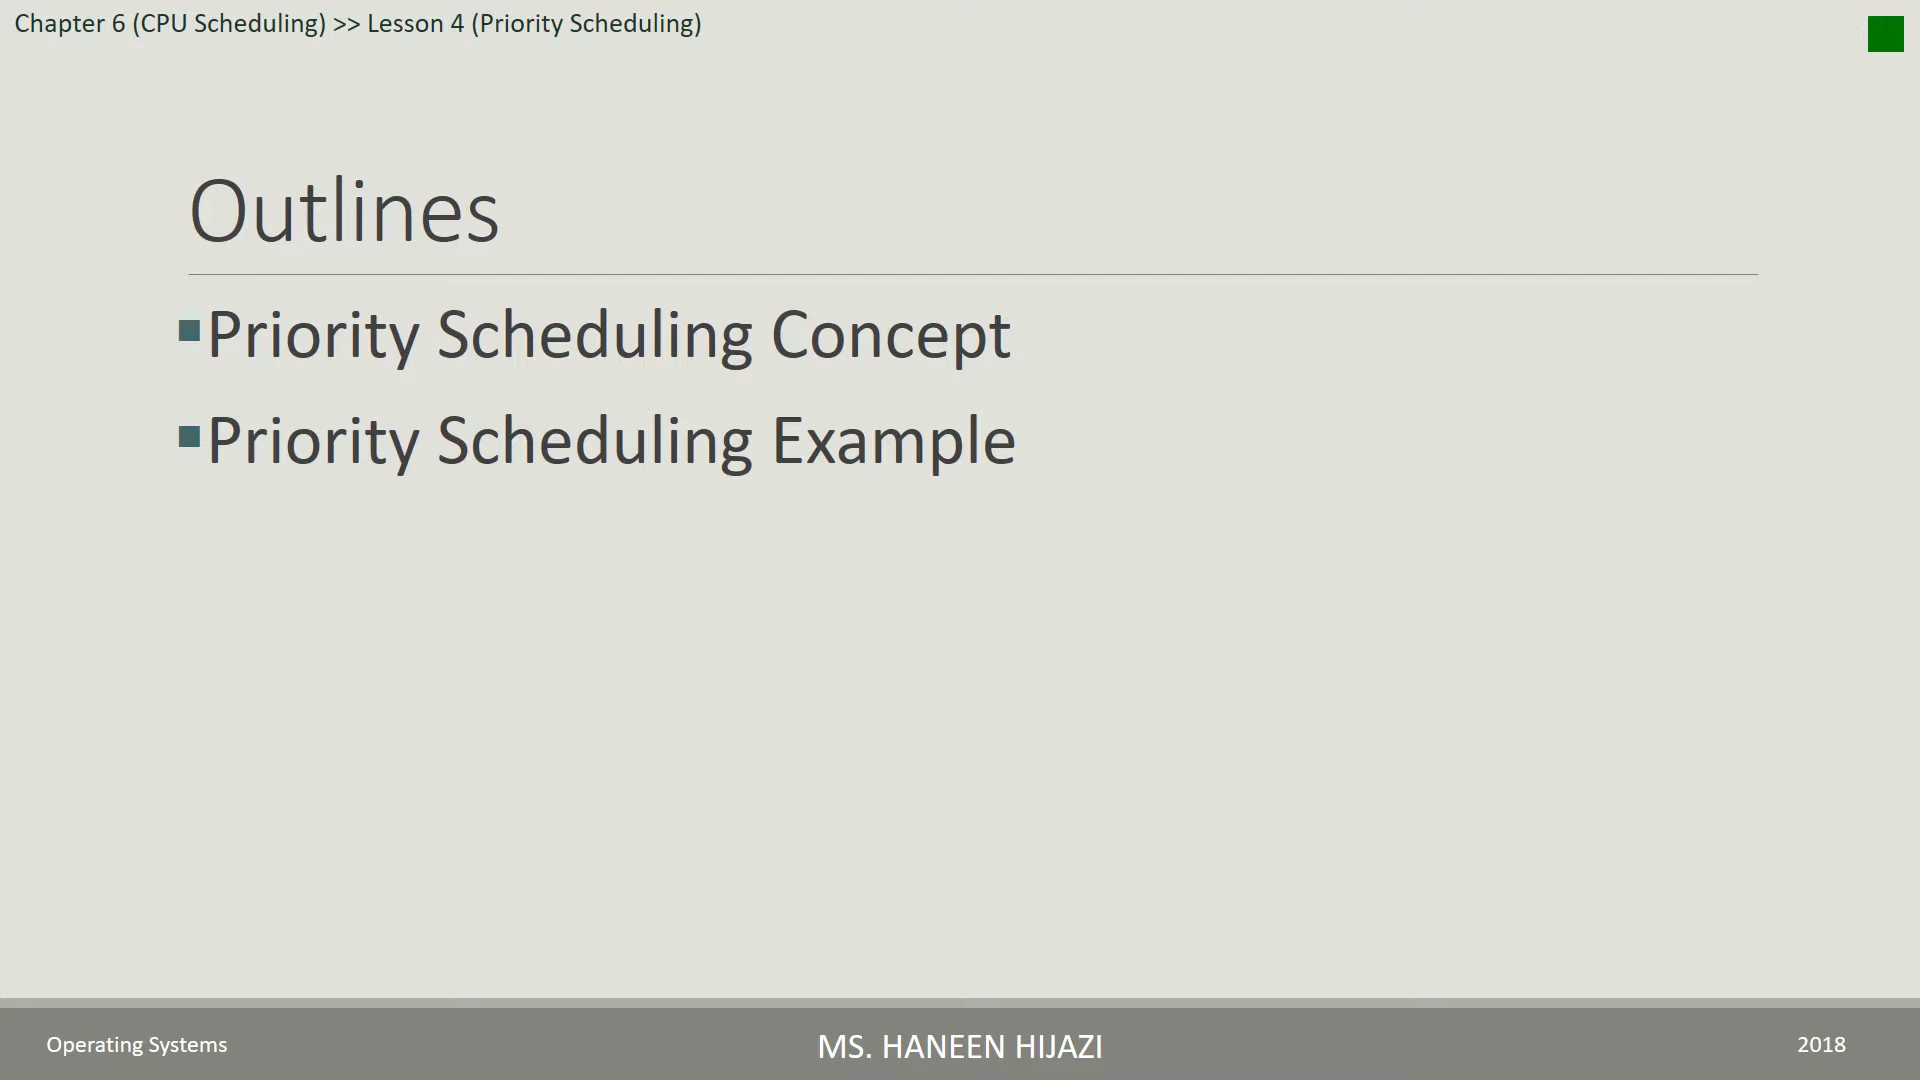 Chapter 6 (CPU Scheduling) >> Lesson 4 (Priority Scheduling)
Outlines
▪Priority Scheduling Concept
▪Priority Scheduling Example
Operating Systems
MS. HANEEN HIJAZI
2018